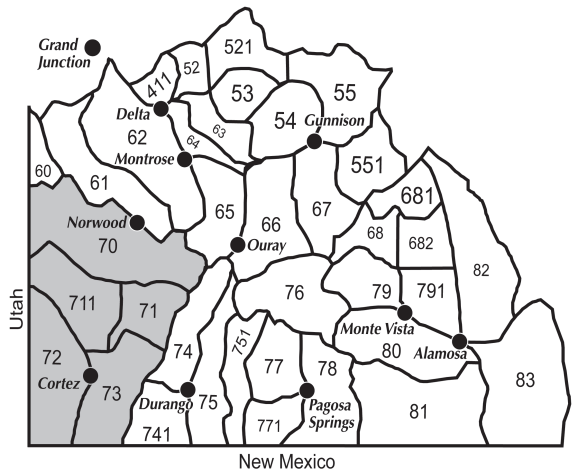 Grand
Junction
521
52
411
53
55
Delta
54
Gunnison
62
63
64
Montrose
551
60
61
681
65
66
67
Norwood
70
68
682
Ouray
82
711
71
76
79
791
Utah
Monte Vista
751
74
72
77
78
80
Alamosa
Cortez
73
83
Durango
75
Pagosa
Springs
81
741
771
New Mexico